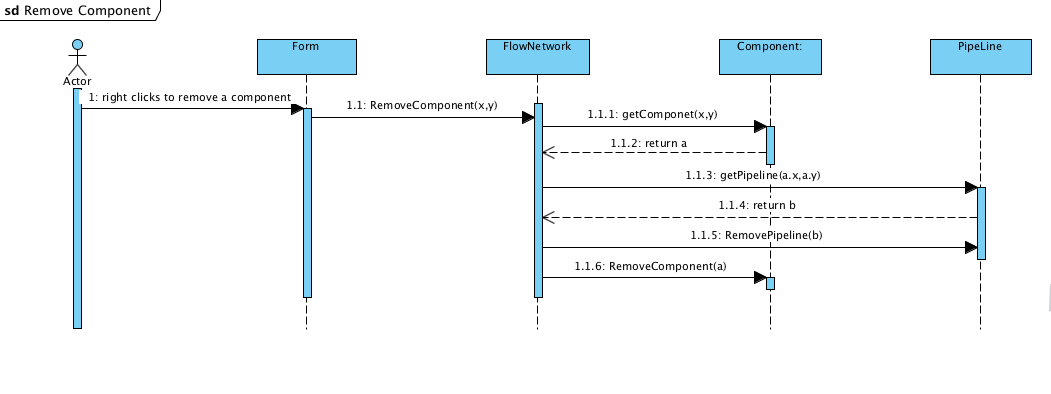 sd Remove Component
Form
FlowNetwork
Component:
PipeLine
Actor
1: right clicks to remove a component
1.1: RemoveComponent(x,y)
1.1.1: getComponet(x,y)
1.1.2: return a
1.1.3: getPipeline(a.x,a.y)
1.1.4: return b
1.1.5: RemovePipeline(b)
1.1.6: RemoveComponent(a)